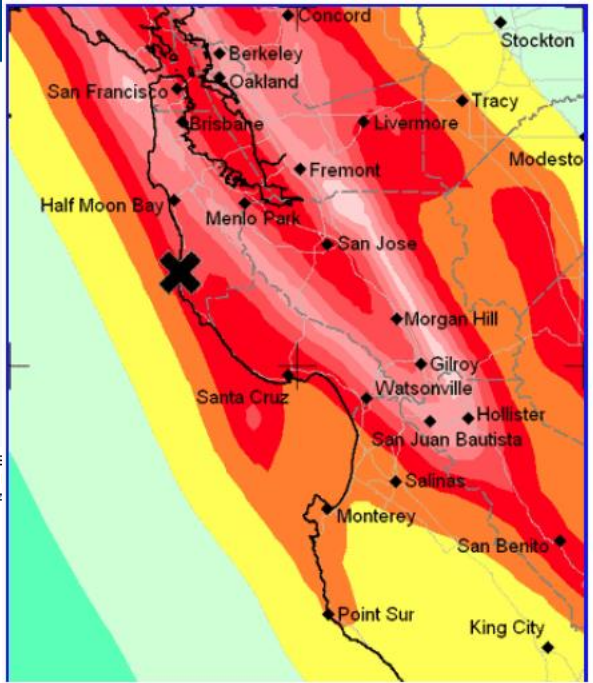 Concord
Stockton
Berkeley
Oakland
San Francisco
Tracy
Brisbane
Livermore
Modesto
Fremont
Half Moon Bay
Menlo Park
San Jose
Morgan Hill
Gilroy
Watsonville
Santa Cruz
Hollister
San Juan Bautista
Salinas
Monterey
San Benito
Point Sur
King City